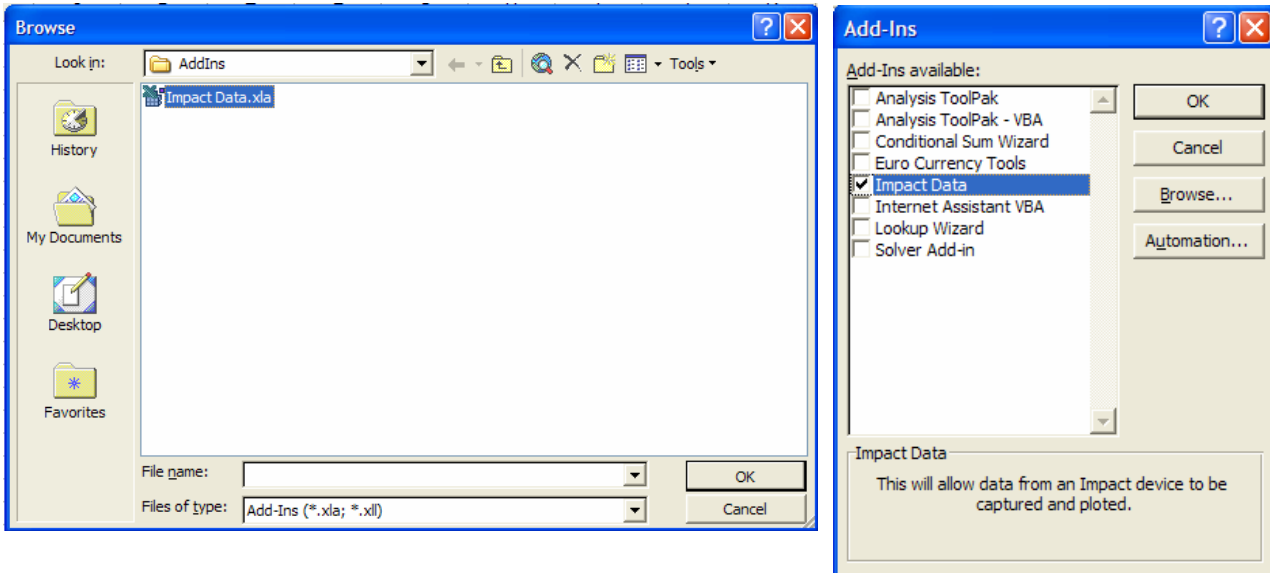 Browse
Look in:
AddIns
Tools
Impact Data.xla
History
My Documents
Desktop
Favorites
File name:
OK
Files of type:
Add-Ins (*.xla; *.xll)
Cancel
Add-Ins
Add-Ins available:
Analysis ToolPak
Analysis ToolPak - VBA
Conditional Sum Wizard
Euro Currency Tools
Impact Data
Internet Assistant VBA
Lookup Wizard
Solver Add-in
OK
Cancel
Browse...
Automation...
Impact Data
This will allow data from an Impact device to be
captured and ploted.